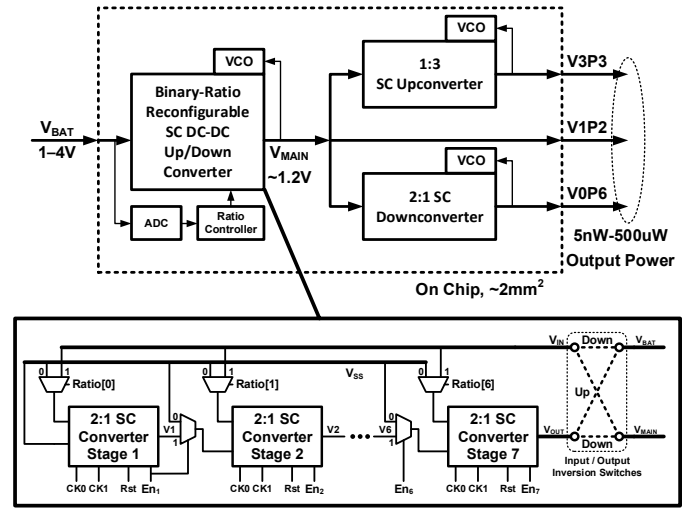 VCO
1:3
SC Upconverter
V3P3
VCO
Binary-Ratio
Reconfigurable
SC DC-DC
Up/Down
Converter
VBAT
1–4V
VMAIN
~1.2V
V1P2
VCO
2:1 SC
Downconverter
V0P6
ADC
Ratio
Controller
5nW-500uW
Output Power
On Chip, ~2mm2
VIN
Down
VBAT
0 1
Ratio[0]
0 1
Ratio[1]
VSS
0 1
Ratio[6]
Up
2:1 SC
Converter
Stage 1
V1
0
1
2:1 SC
Converter
Stage 2
V2
V6
0
1
2:1 SC
Converter
Stage 7
VOUT
Down
VMAIN
Input / Output
Inversion Switches
CK0 CK1 Rst En1
CK0 CK1 Rst En2
En6
CK0 CK1 Rst En7